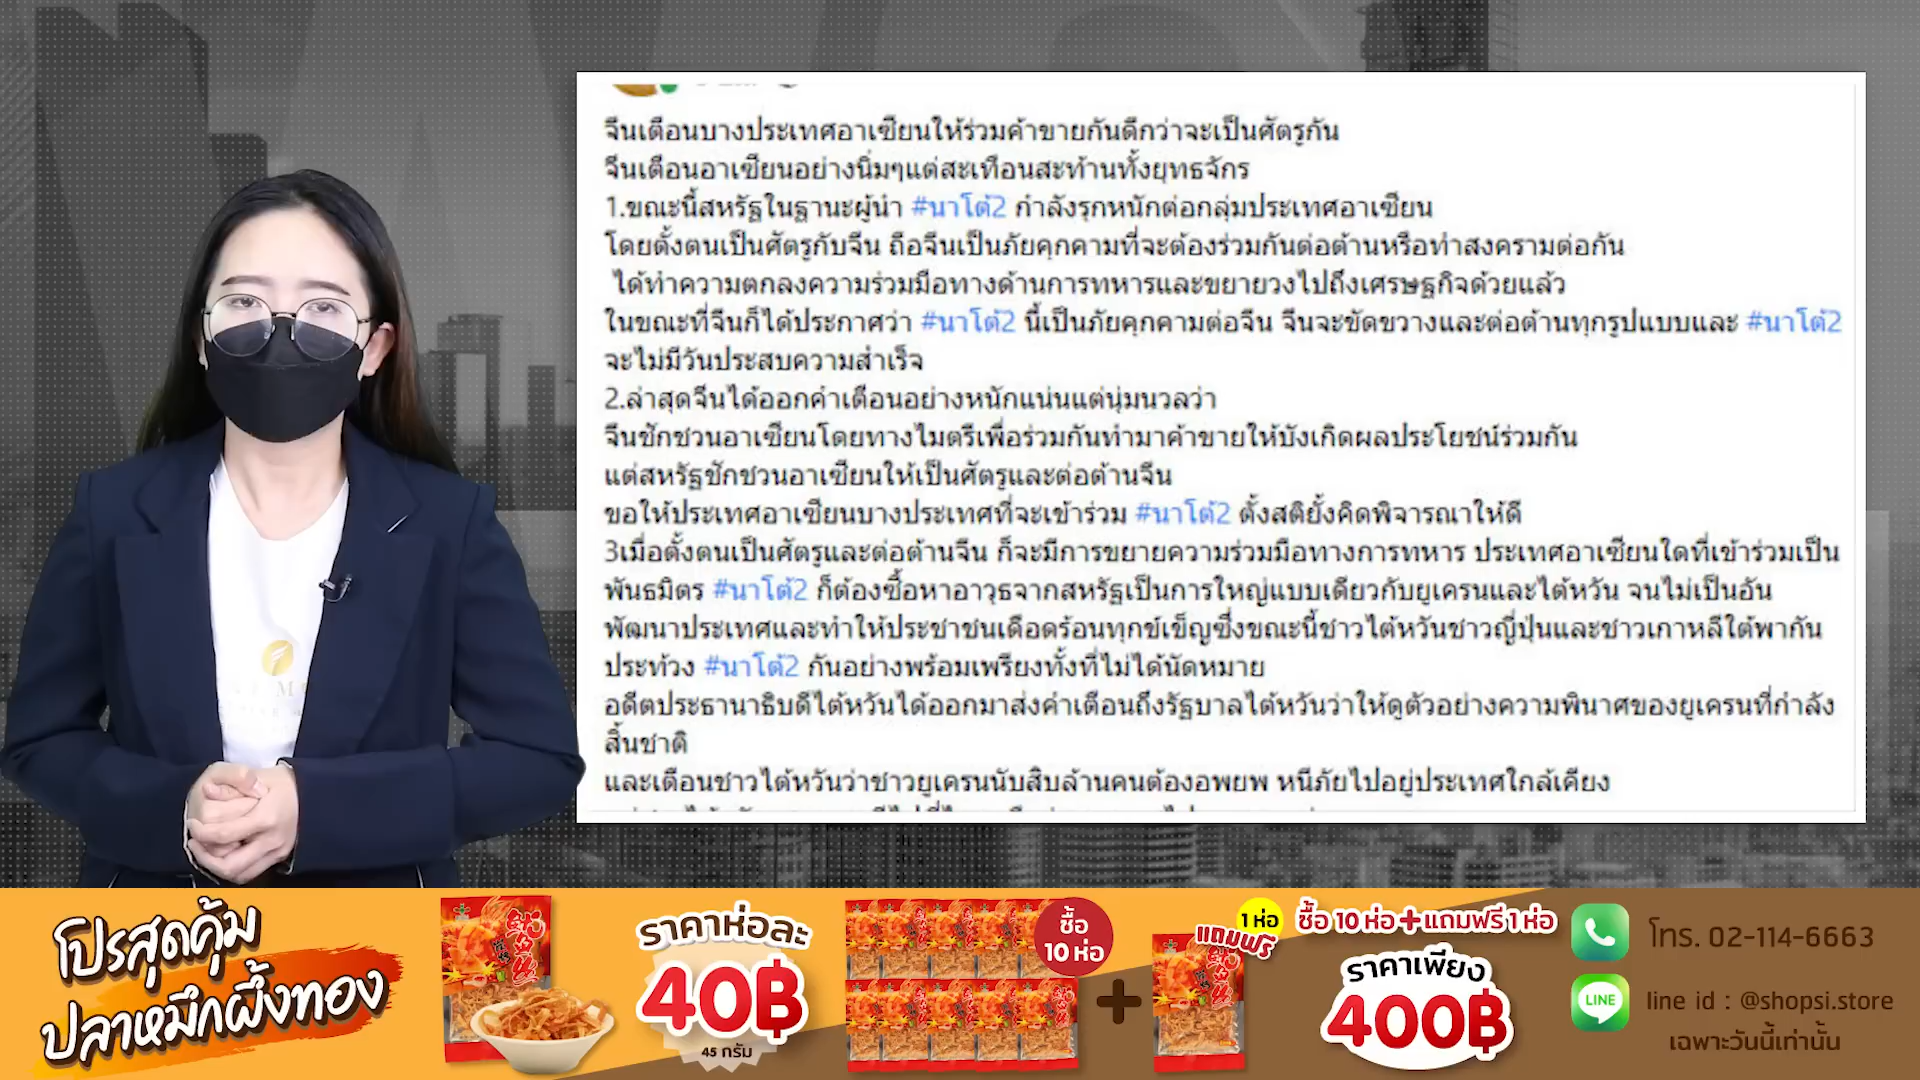 จีนเตือนบางประเทศอาเซียนให้ร่วมค้าขายกันดีกว่าจะเป็นศัตรูกัน
จีนเตือนอาเซียนอย่างนิ่มๆแต่สะเทือนสะท้านทั้งยุทธจักร
1.ขณะนี้สหรัฐในฐานะผู้นำ #นาโต้2 กำลังรุกหนักต่อกลุ่มประเทศอาเซียน
โดยตั้งตนเป็นศัตรูกับจีน ถือจีนเป็นภัยคุกคามที่จะต้องร่วมกันต่อต้านหรือทำสงครามต่อกัน
ได้ทำความตกลงความร่วมมือทางด้านการทหารและขยายวงไปถึงเศรษฐกิจด้วยแล้ว
ในขณะที่จีนก็ได้ประกาศว่า #นาโต้2 นี้เป็นภัยคุกคามต่อจีน จีนจะขัดขวางและต่อต้านทุกรูปแบบและ #นาโต้2
จะไม่มีวันประสบความสำเร็จ
2.ล่าสุดจีนได้ออกคำเตือนอย่างหนักแน่นแต่นุ่มนวลว่า
จีนชักชวนอาเซียนโดยทางไมตรีเพื่อร่วมกันทำมาค้าขายให้บังเกิดผลประโยชน์ร่วมกัน
แต่สหรัฐชักชวนอาเซียนให้เป็นศัตรูและต่อต้านจีน
ขอให้ประเทศอาเซียนบางประเทศที่จะเข้าร่วม #นาโต้2 ตั้งสติยั้งคิดพิจารณาให้ดี
3เมื่อตั้งตนเป็นศัตรูและต่อต้านจีน ก็จะมีการขยายความร่วมมือทางการทหาร ประเทศอาเซียนใดที่เข้าร่วมเป็น
พันธมิตร #นาโต้2 ก็ต้องซื้อหาอาวุธจากสหรัฐเป็นการใหญ่แบบเดียวกับยูเครนและไต้หวัน จนไม่เป็นอัน
พัฒนาประเทศและทำให้ประชาชนเดือดร้อนทุกข์เข็ญซึ่งขณะนี้ชาวไต้หวันชาวญี่ปุ่นและชาวเกาหลีใต้พากัน
ประท้วง #นาโต้2 กันอย่างพร้อมเพรียงทั้งที่ไม่ได้นัดหมาย
อดีตประธานาธิบดีไต้หวันได้ออกมาส่งคำเตือนถึงรัฐบาลไต้หวันว่าให้ดูตัวอย่างความพินาศของยูเครนที่กำลัง
สิ้นชาติ
และเตือนชาวไต้หวันว่าชาวยูเครนนับสิบล้านคนต้องอพยพ หนีภัยไปอยู่ประเทศใกล้เคียง
โปรสุดคุ้ม
ปลาหมึกผึ้งทอง
ราคาห่อละ
40฿
45 กรัม
ซื้อ
10 ห่อ
+
1 ห่อ
แถมฟรี
ซื้อ 10 ห่อ+แถมฟรี 1 ห่อ
ราคาเพียง
400฿
โทร. 02-114-6663
LINE
line id : @shopsi.store
เฉพาะวันนี้เท่านั้น